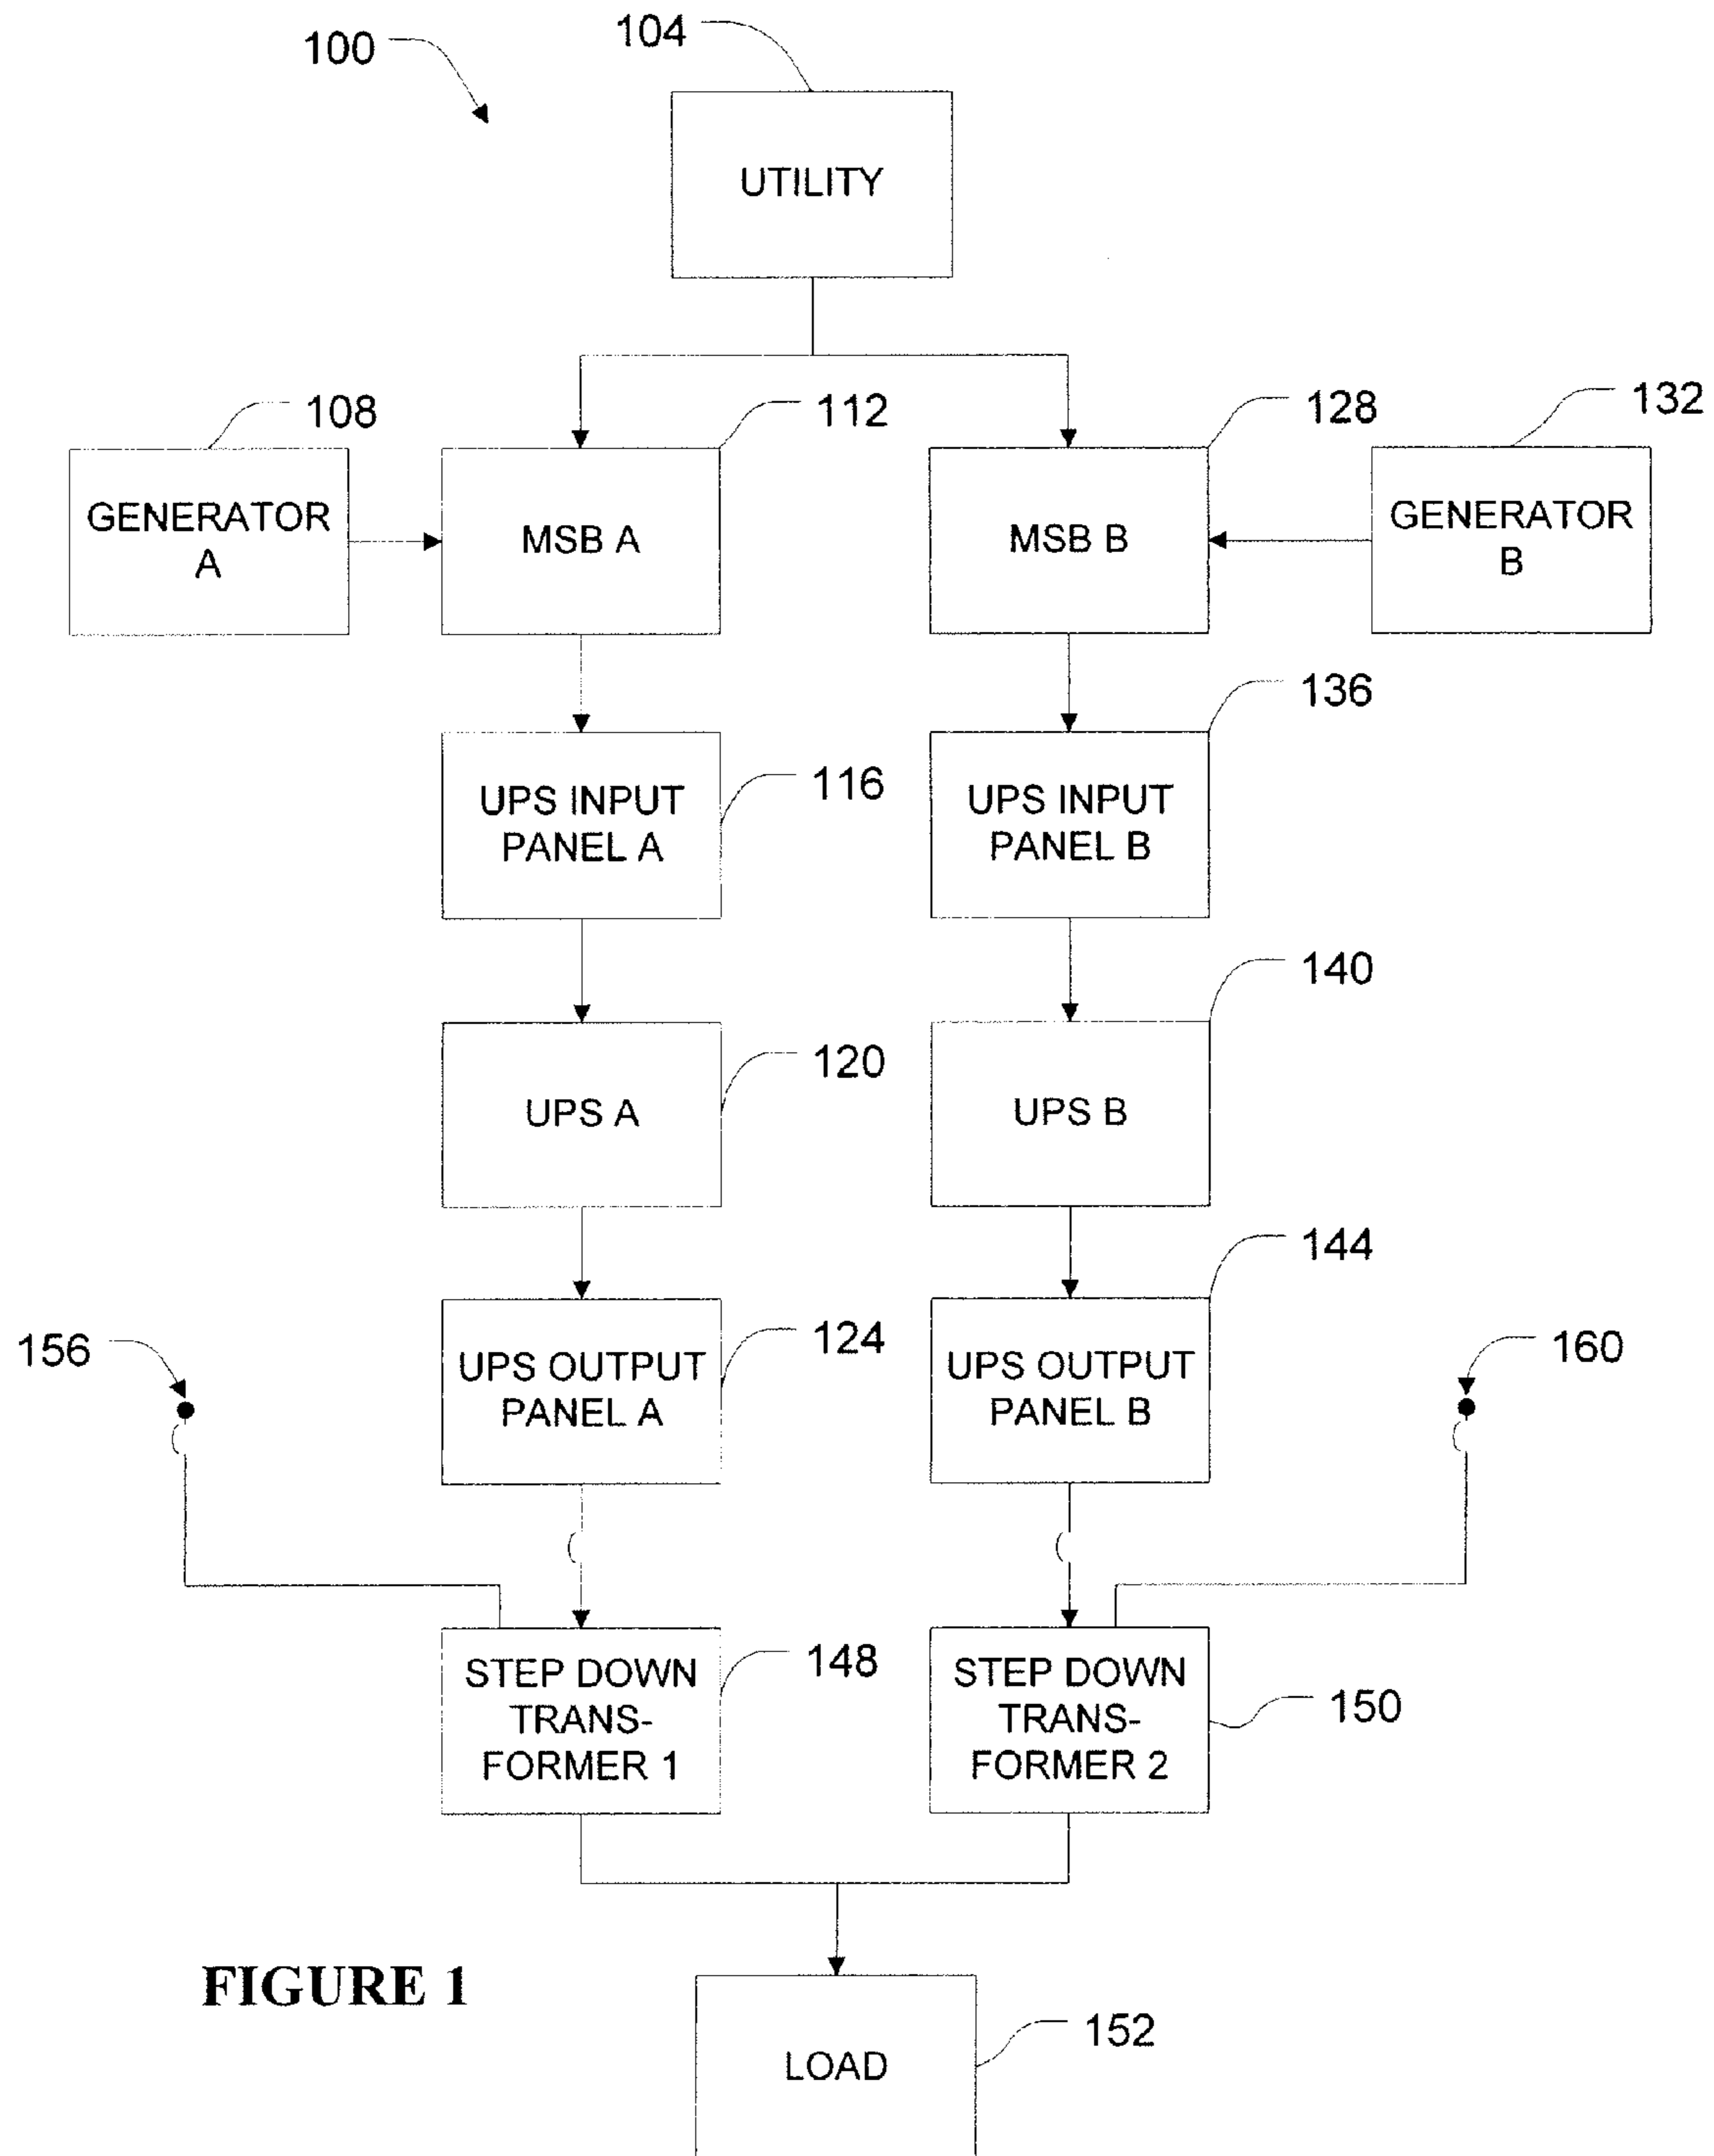 100
104
UTILITY
108
112
128
132
GENERATOR
A
MSB A
MSB B
GENERATOR
B
116
136
UPS INPUT
PANEL A
UPS INPUT
PANEL B
120
140
UPS A
UPS B
124
144
156
160
UPS OUTPUT
PANEL A
UPS OUTPUT
PANEL B
148
150
STEP DOWN
TRANS-
FORMER 1
STEP DOWN
TRANS-
FORMER 2
FIGURE 1
152
LOAD